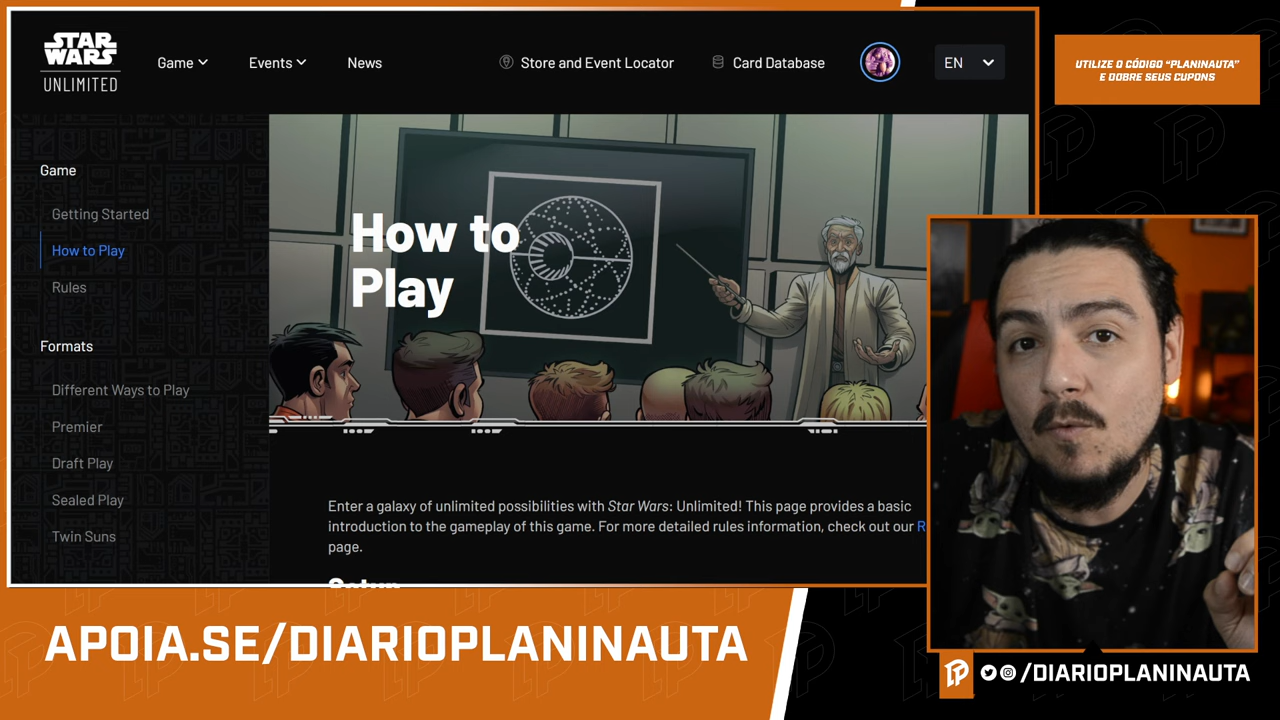 STAR
WARS
UNLIMITED
Game
Events
News
Store and Event Locator
Card Database
EN
UTILIZE O CÓDIGO “PLANINAUTA”
E DOBRE SEUS CUPONS
Game
Getting Started
How to Play
Rules
Formats
Different Ways to Play
Premier
Draft Play
Sealed Play
Twin Suns
How to
Play
Enter a galaxy of unlimited possibilities with Star Wars: Unlimited! This page provides a basic
introduction to the gameplay of this game. For more detailed rules information, check out our R
page.
APOIA.SE/DIARIOPLANINAUTA
/DIARIOPLANINAUTA